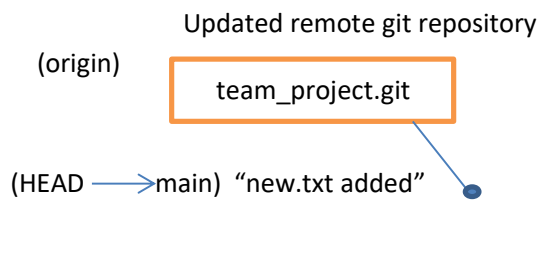 Updated remote git repository
(origin)
team_project.git
(HEAD main) “new.txt added”